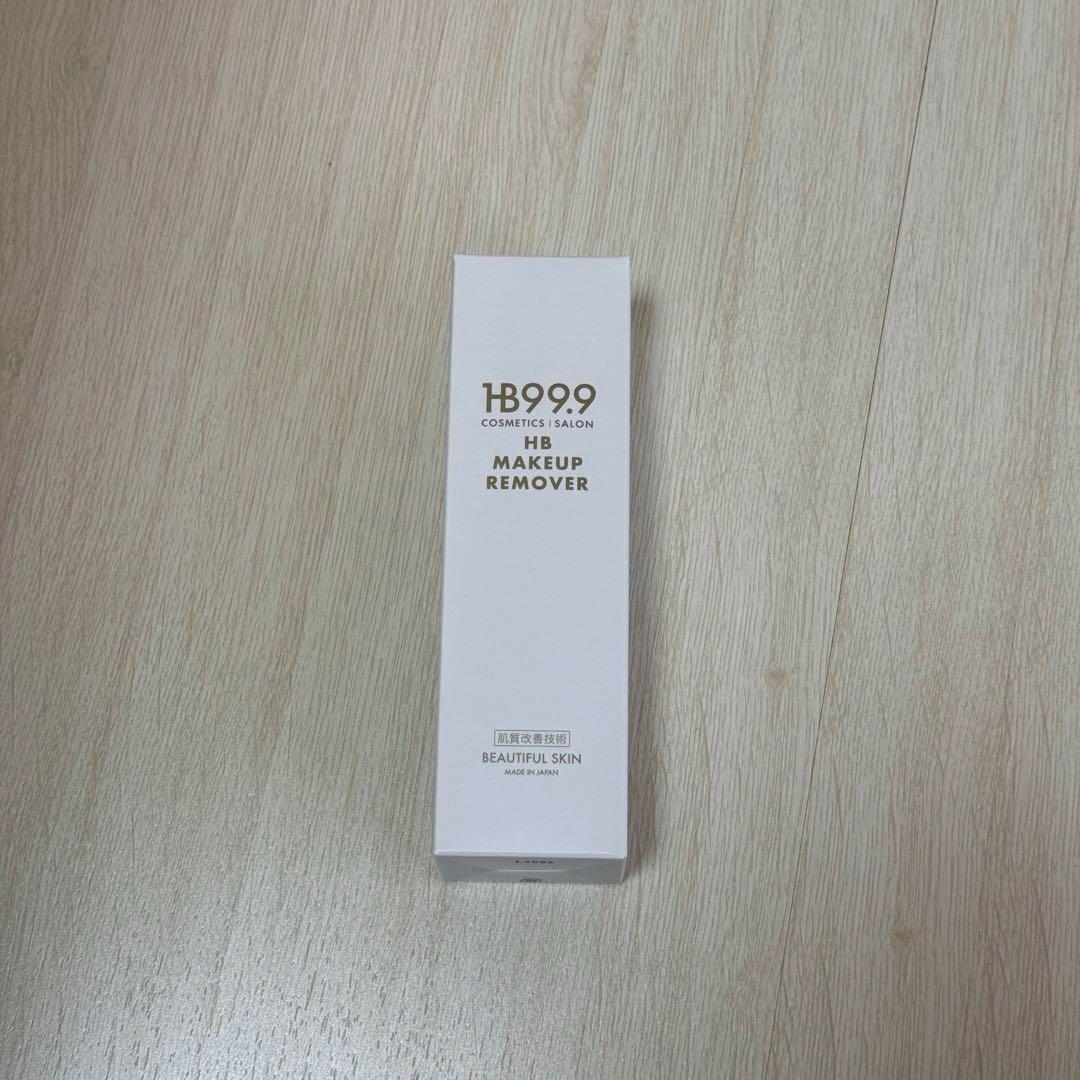 HB99.9
COSMETICS | SALON
HB
MAKEUP
REMOVER
肌質改善技術
BEAUTIFUL SKIN
MADE IN JAPAN